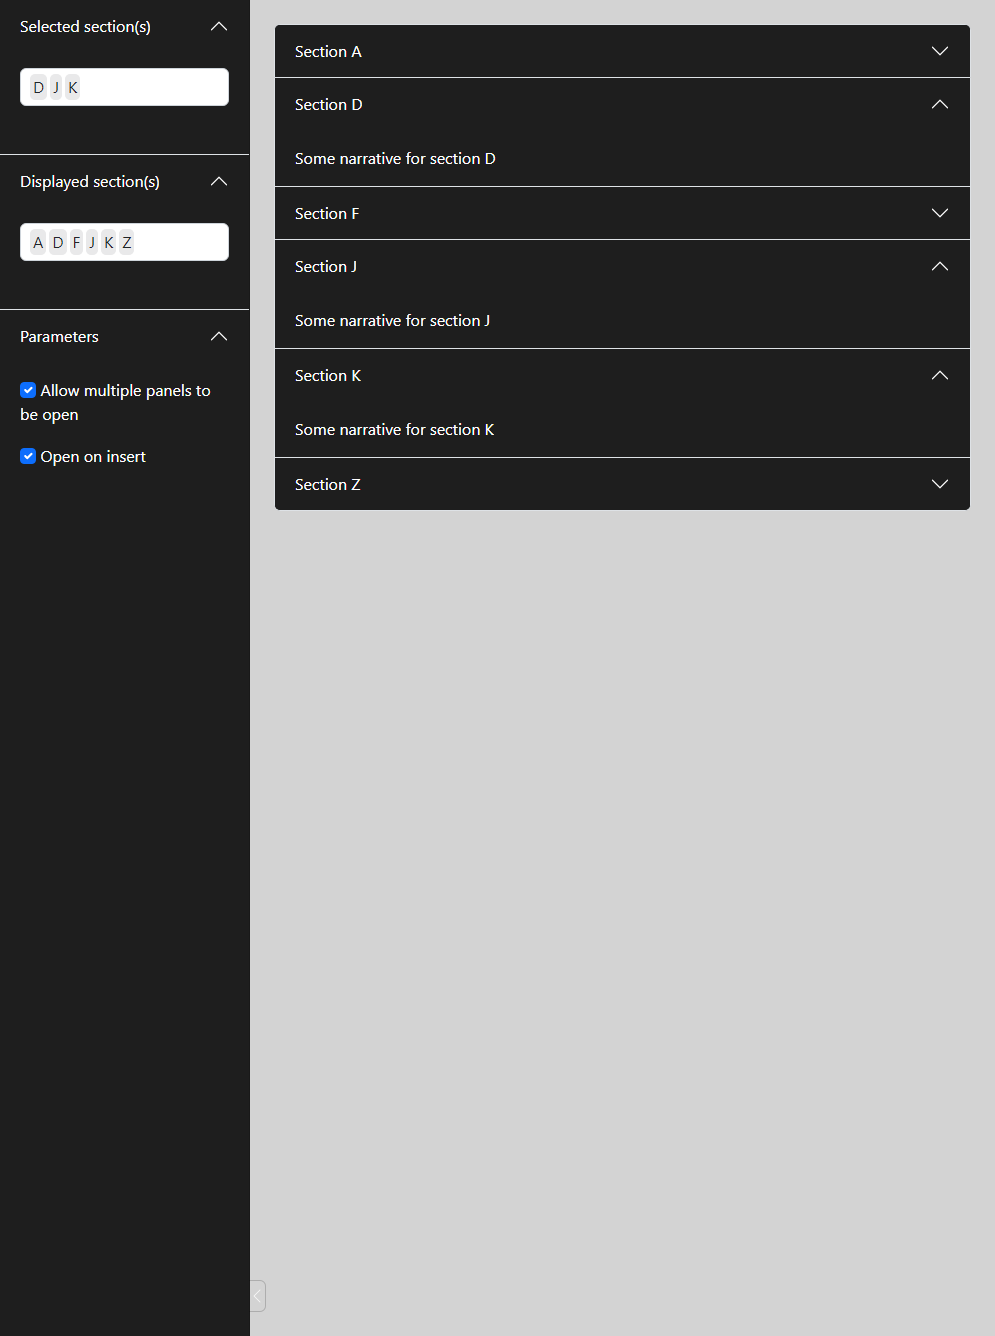 Selected section(s)
D J K
Displayed section(s)
A D F J K Z
Parameters
Allow multiple panels to
be open
Open on insert
Section A
Section D
Some narrative for section D
Section F
Section J
Some narrative for section J
Section K
Some narrative for section K
Section Z